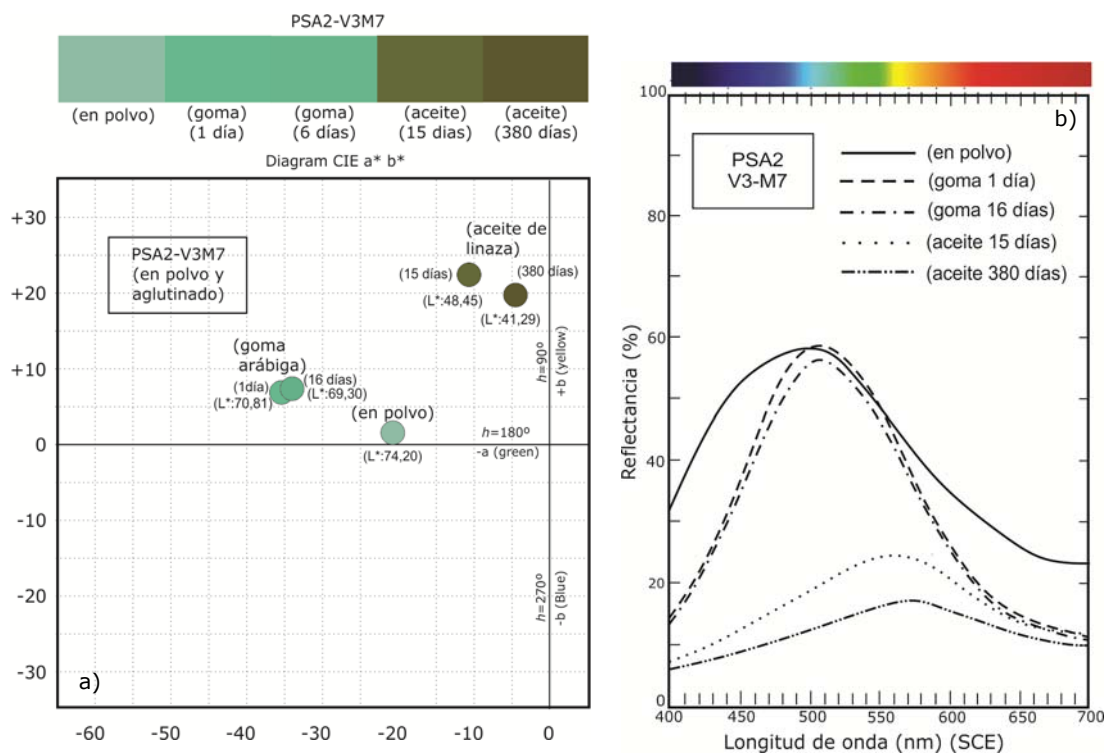 PSA2-V3M7
(en polvo)
(goma)
(1 día)
(goma)
(6 días)
(aceite)
(15 dias)
(aceite)
(380 días)
Diagram CIE a* b*
+30
+20
+10
0
-10
-20
-30
PSA2-V3M7
(en polvo y
aglutinado)
(aceite de
linaza)
(15 días)
(380 días)
(L*:48,45)
(L*:41,29)
(goma
arábiga)
(1día)
(16 días)
(L*:70,81)
(L*:69,30)
(en polvo)
(L*:74,20)
h=90º
+b (yellow)
h=180º
-a (green)
h=270º
-b (Blue)
a)
-60
-50
-40
-30
-20
-10
0
b)
100
80
60
40
20
0
Reflectancia (%)
PSA2
V3-M7
(en polvo)
(goma 1 día)
(goma 16 días)
(aceite 15 días)
(aceite 380 días)
400
450
500
550
600
650
700
Longitud de onda (nm) (SCE)